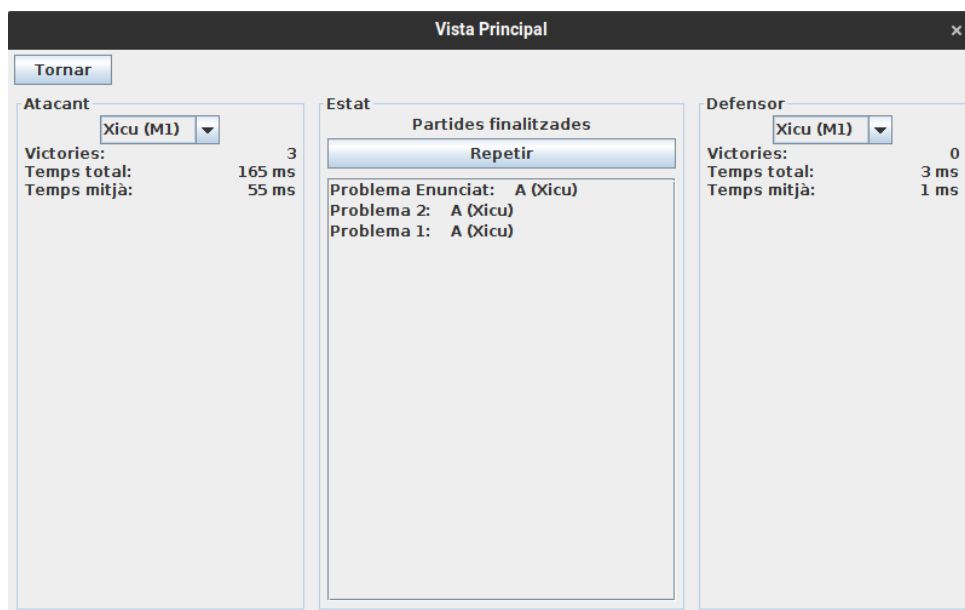 Vista Principal
×
Tornar
Atacant
Xicu (M1)
Victories: 3
Temps total: 165 ms
Temps mitjà: 55 ms
Estat
Partides finalitzades
Repetir
Problema Enunciat: A (Xicu)
Problema 2: A (Xicu)
Problema 1: A (Xicu)
Defensor
Xicu (M1)
Victories: 0
Temps total: 3 ms
Temps mitjà: 1 ms